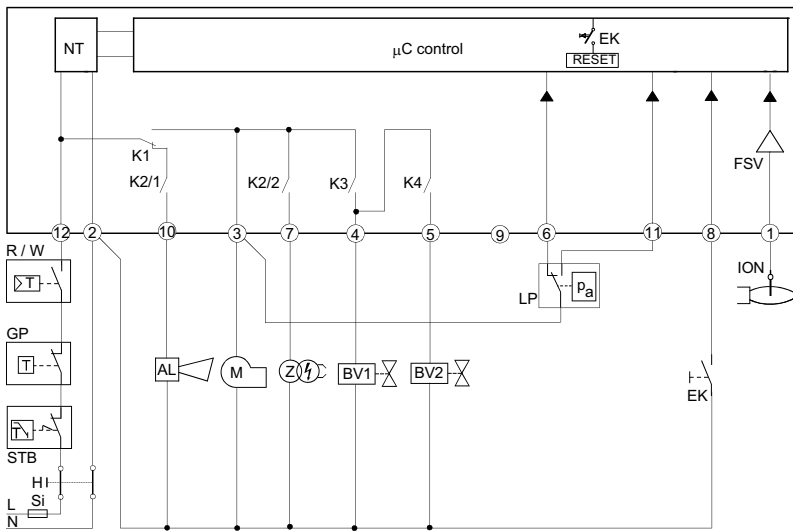 NT
μC control
EK
RESET
K1
K2/1
K2/2
K3
K4
FSV
12
2
10
3
7
4
5
9
6
11
8
1
R / W
T
LP
pa
ION
GP
T
AL
M
Z
BV1
BV2
EK
T
STB
H
Si
L
N